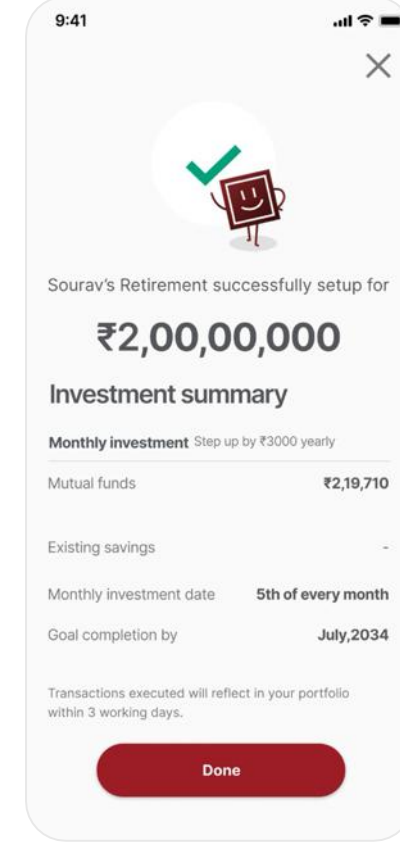 9:41
Sourav’s Retirement successfully setup for
₹2,00,00,000
Investment summary
Monthly investment Step up by ₹3000 yearly
Mutual funds ₹2,19,710
Existing savings -
Monthly investment date 5th of every month
Goal completion by July,2034
Transactions executed will reflect in your portfolio
within 3 working days.
Done